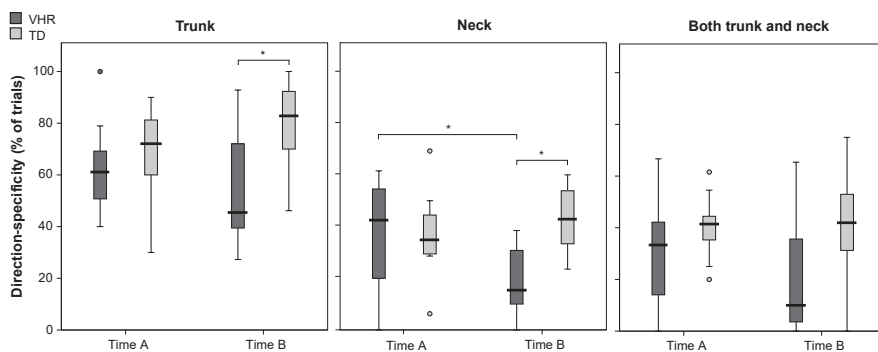 VHR
TD
Trunk
Neck
Both trunk and neck
Direction-specificity (% of trials)
100
80
60
40
20
0
*
*
*
Time A
Time B
Time A
Time B
Time A
Time B